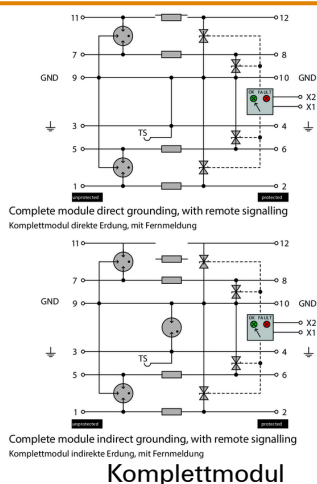 11 12
7 8
GND 9 10 GND
OK FAULT
X2
X1
3 4
TS
5 6
1 2
unprotected protected
Complete module direct grounding, with remote signalling
Komplettmodul direkte Erdung, mit Fernmeldung
11 12
7 8
GND 9 10 GND
OK FAULT
X2
X1
3 4
TS
5 6
1 2
unprotected protected
Complete module indirect grounding, with remote signalling
Komplettmodul indirekte Erdung, mit Fernmeldung
Komplettmodul